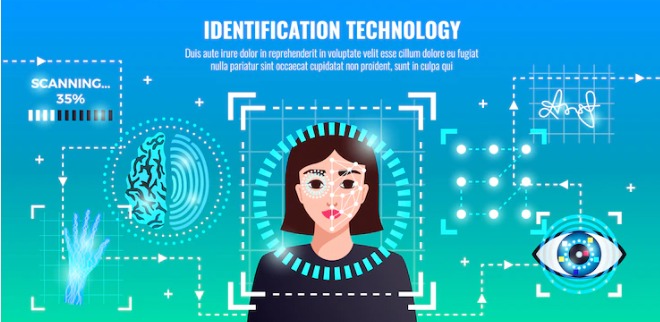 IDENTIFICATION TECHNOLOGY
Duis aute irure dolor in reprehenderit in voluptate velit esse cillum dolore eu fugiat
nulla pariatur sint occaecat cupidatat non proident, sunt in culpa qui
SCANNING...
35%